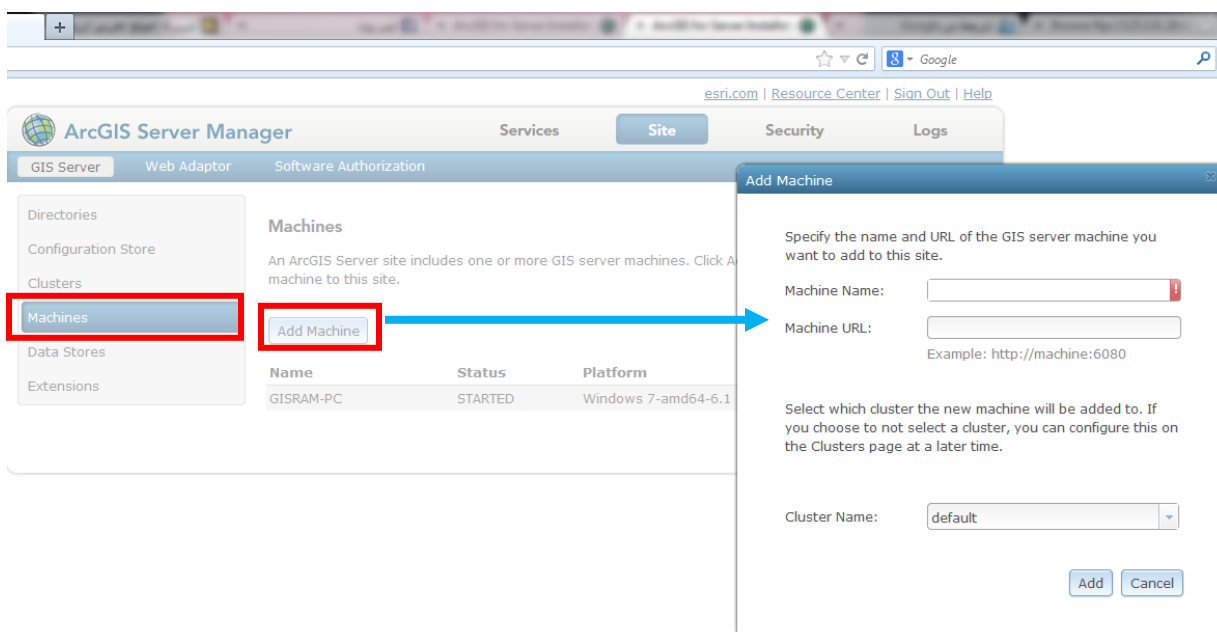 +
Google
esri.com | Resource Center | Sign Out | Help
ArcGIS Server Manager
Services
Site
Security
Logs
GIS Server
Web Adaptor
Software Authorization
Directories
Configuration Store
Clusters
Machines
Data Stores
Extensions
Machines
An ArcGIS Server site includes one or more GIS server machines. Click A
machine to this site.
Add Machine
Name Status Platform
GISRAM-PC STARTED Windows 7-amd64-6.1
Add Machine
x
Specify the name and URL of the GIS server machine you
want to add to this site.
Machine Name:
!
Machine URL:
Example: http://machine:6080
Select which cluster the new machine will be added to. If
you choose to not select a cluster, you can configure this on
the Clusters page at a later time.
Cluster Name: default
Add Cancel